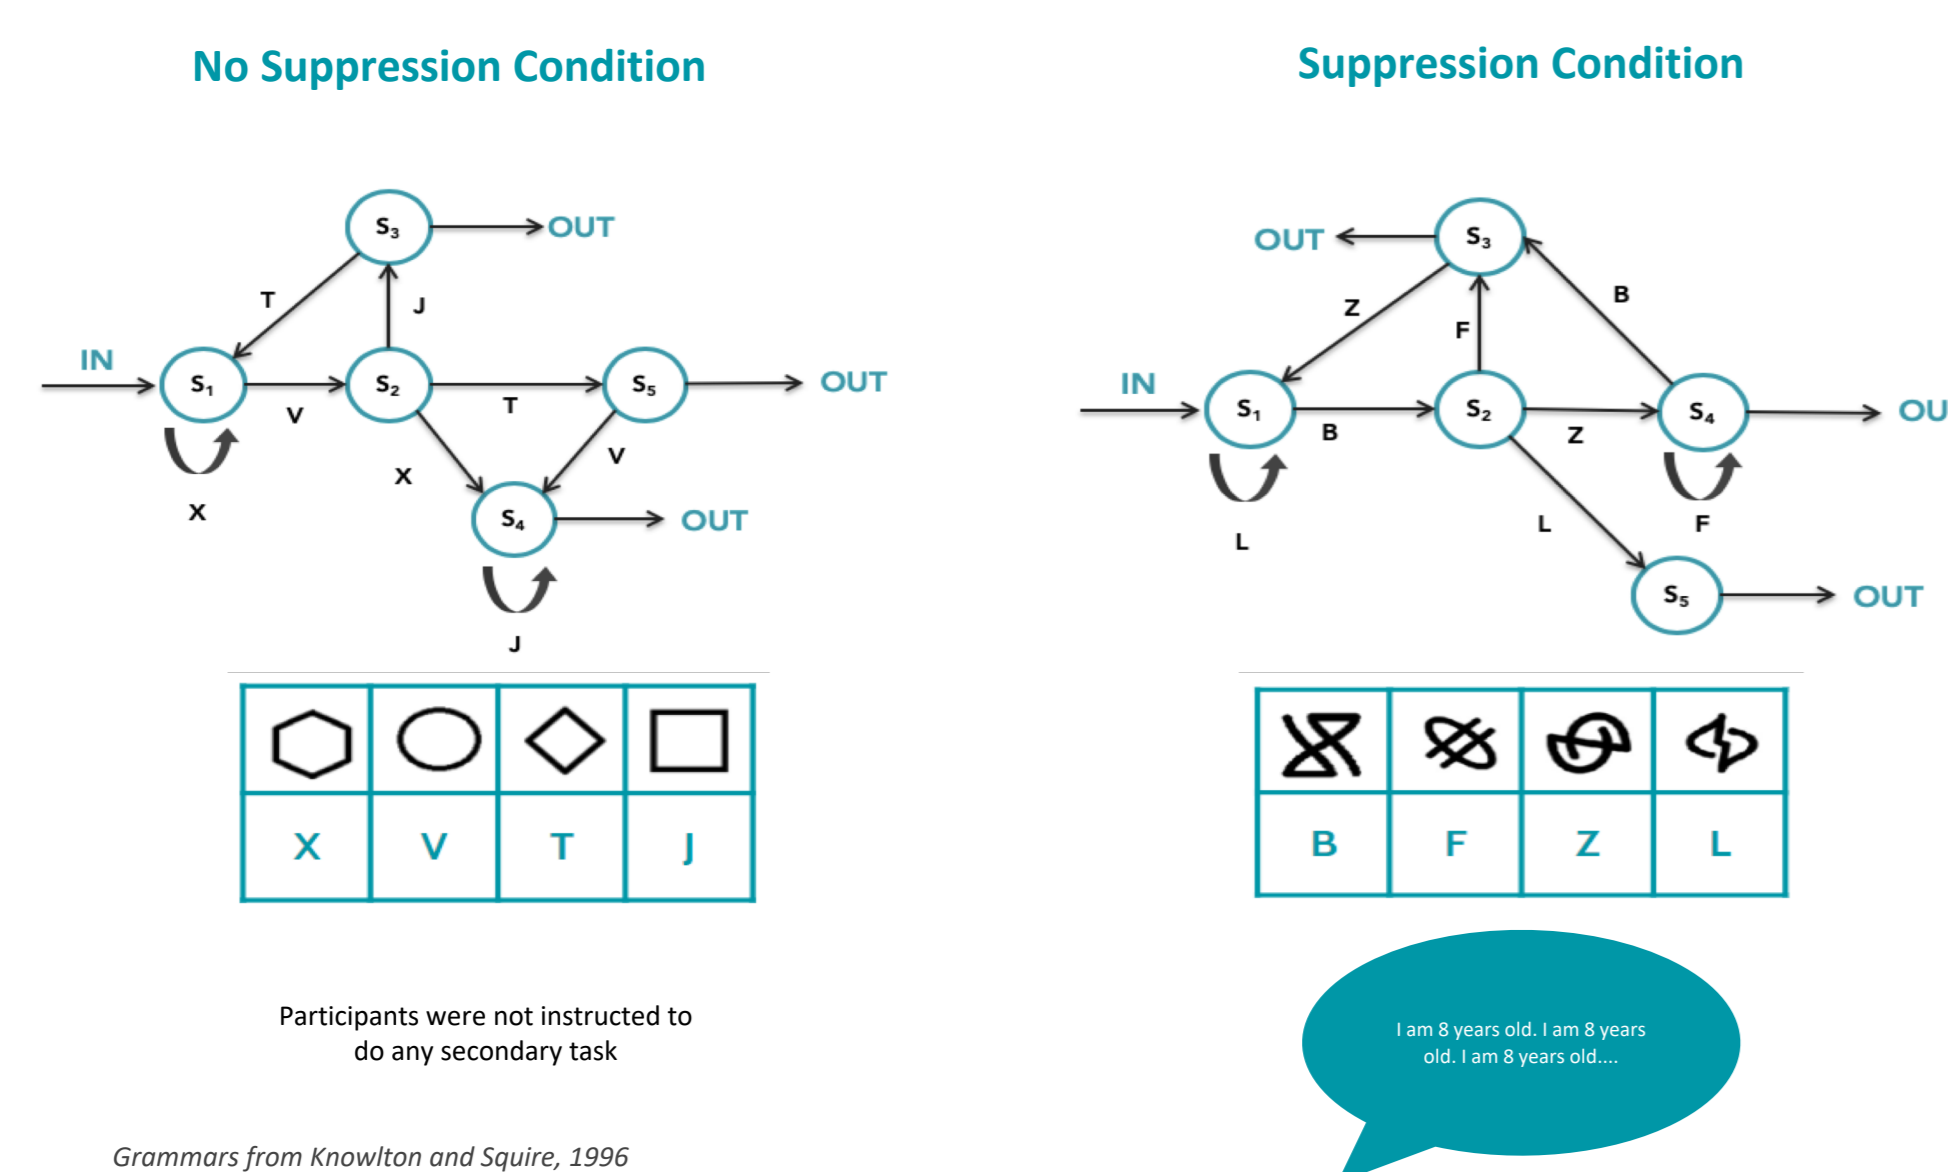 No Suppression Condition
S₃
OUT
T
J
IN
S₁
V
S₂
T
S₅
OUT
X
X
V
S₄
OUT
J
X V T J
Participants were not instructed to
do any secondary task
Grammars from Knowlton and Squire, 1996
Suppression Condition
OUT
S₃
Z
F
B
IN
S₁
B
S₂
Z
S₄
OU
L
L
F
S₅
OUT
B F Z L
I am 8 years old. I am 8 years
old. I am 8 years old....